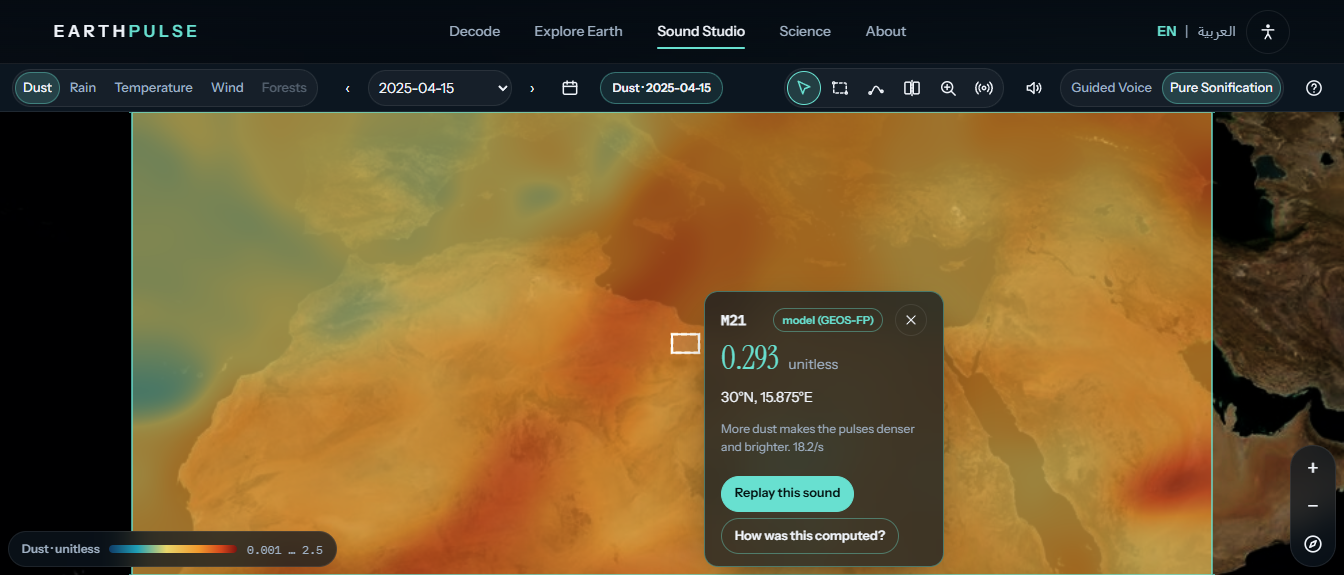 EARTHPULSE
Decode
Explore Earth
Sound Studio
Science
About
EN | العربية
Dust
Rain
Temperature
Wind
Forests
‹
2025-04-15
›
Dust·2025-04-15
Guided Voice
Pure Sonification
M21
model (GEOS-FP)
0.293 unitless
30°N, 15.875°E
More dust makes the pulses denser
and brighter. 18.2/s
Replay this sound
How was this computed?
Dust·unitless
0.001 … 2.5